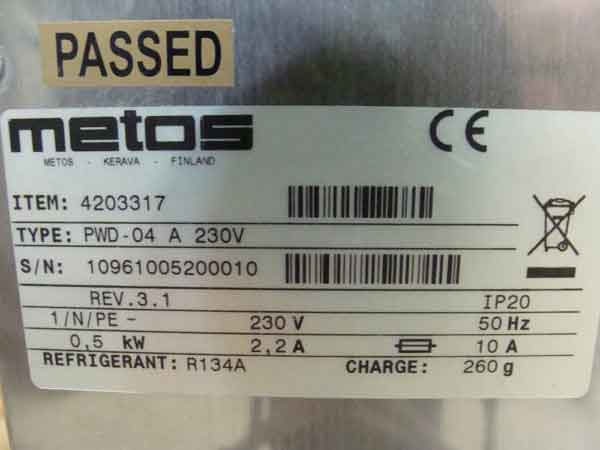 PASSED
metos
CE
METOS - KERAVA - FINLAND
ITEM: 4203317
TYPE: PWD-04 A 230V
S/N: 10961005200010
REV.3.1 IP20
1/N/PE ~ 230 V 50 Hz
0,5 kW 2,2 A 10 A
REFRIGERANT: R134A CHARGE: 260 g